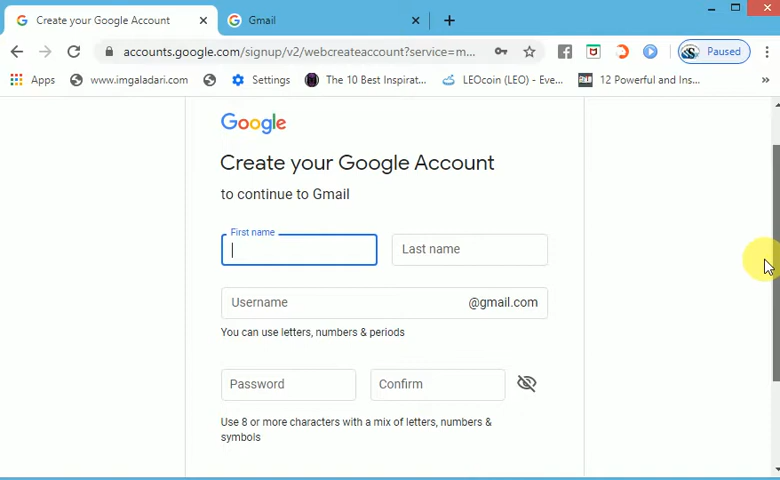 Create your Google Account
Gmail
accounts.google.com/signup/v2/webcreateaccount?service=m...
Paused
Apps
www.imgaladari.com
Settings
The 10 Best Inspirat...
LEOcoin (LEO) - Eve...
12 Powerful and Ins...
Google
Create your Google Account
to continue to Gmail
First name
Last name
Username
@gmail.com
You can use letters, numbers & periods
Password
Confirm
Use 8 or more characters with a mix of letters, numbers &
symbols